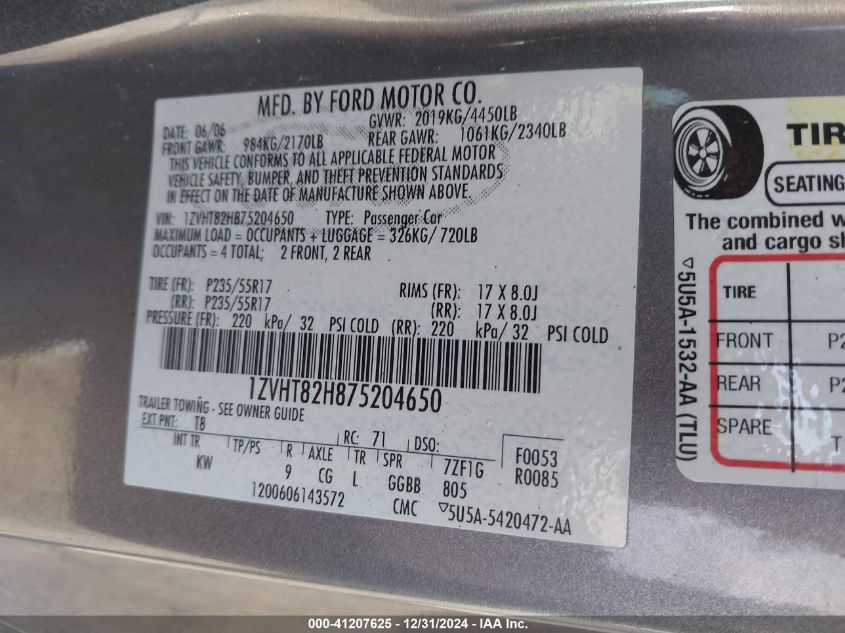 MFD. BY FORD MOTOR CO.
DATE: 06/06 GVWR: 2019KG/4450LB
FRONT GAWR: 984KG/2170LB REAR GAWR: 1061KG/2340LB
THIS VEHICLE CONFORMS TO ALL APPLICABLE FEDERAL MOTOR
VEHICLE SAFETY, BUMPER, AND THEFT PREVENTION STANDARDS
IN EFFECT ON THE DATE OF MANUFACTURE SHOWN ABOVE.
VIN: 1ZVHT82H875204650 TYPE: Passenger Car
MAXIMUM LOAD = OCCUPANTS + LUGGAGE = 326KG/ 720LB
OCCUPANTS = 4 TOTAL; 2 FRONT, 2 REAR
TIRE (FR): P235/55R17 RIMS (FR): 17 X 8.0J
(RR): P235/55R17 (RR): 17 X 8.0J
PRESSURE (FR): 220 kPa/ 32 PSI COLD (RR): 220 kPa/ 32 PSI COLD
1ZVHT82H875204650
TRAILER TOWING - SEE OWNER GUIDE
EXT PNT: T8 RC: 71 DSO: F0053
INT TR TP/PS R AXLE TR SPR 7ZF1G R0085
KW 9 CG L GGBB 805
1200606143572 CMC ▽5U5A-5420472-AA
TIR
SEATING
The combined w
and cargo sh
TIRE
FRONT P2
REAR P2
SPARE T
▽5U5A-1532-AA (TLU)
000-41207625 - 12/31/2024 - IAA Inc.